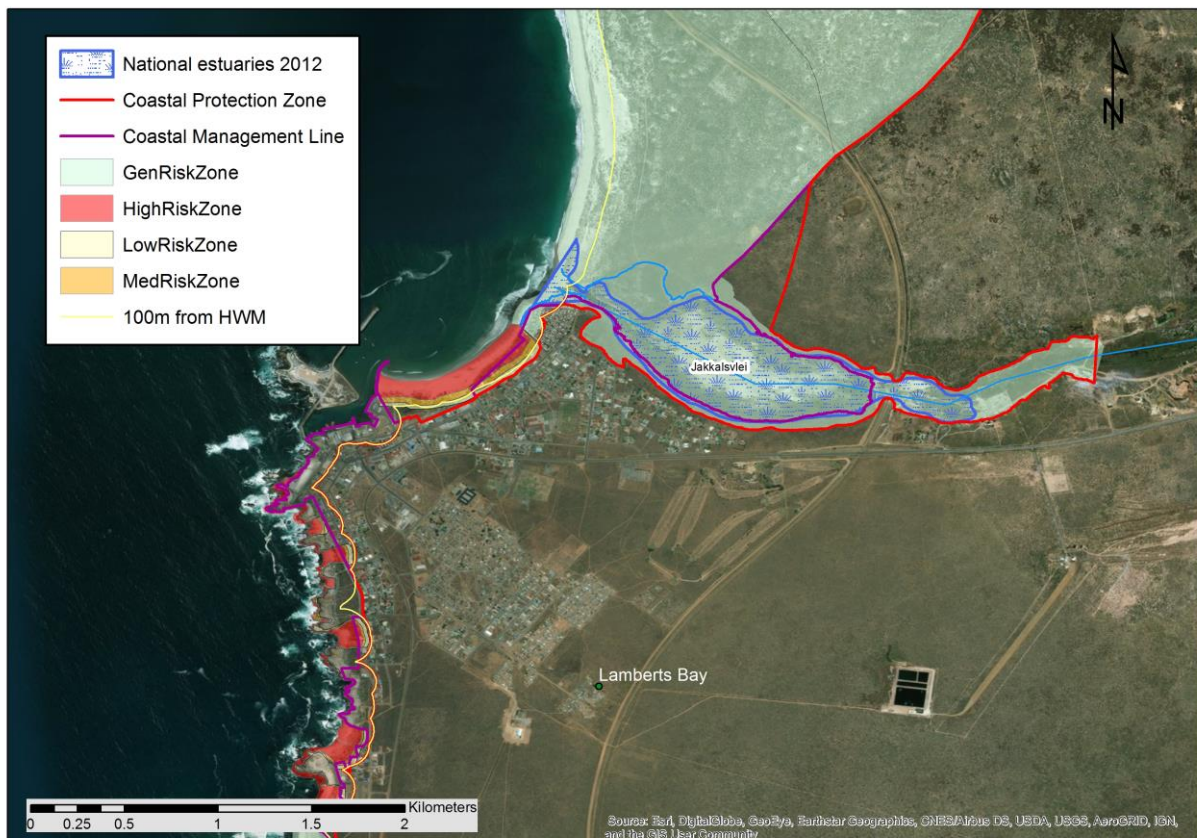 National estuaries 2012
Coastal Protection Zone
Coastal Management Line
GenRiskZone
HighRiskZone
LowRiskZone
MedRiskZone
100m from HWM
N
Jakkalsvlei
Lamberts Bay
Kilometers
0 0.25 0.5 1 1.5 2
Source: Esri, DigitalGlobe, GeoEye, Earthstar Geographics, CNES/Airbus DS, USDA, USGS, AeroGRID, IGN,
and the GIS User Community